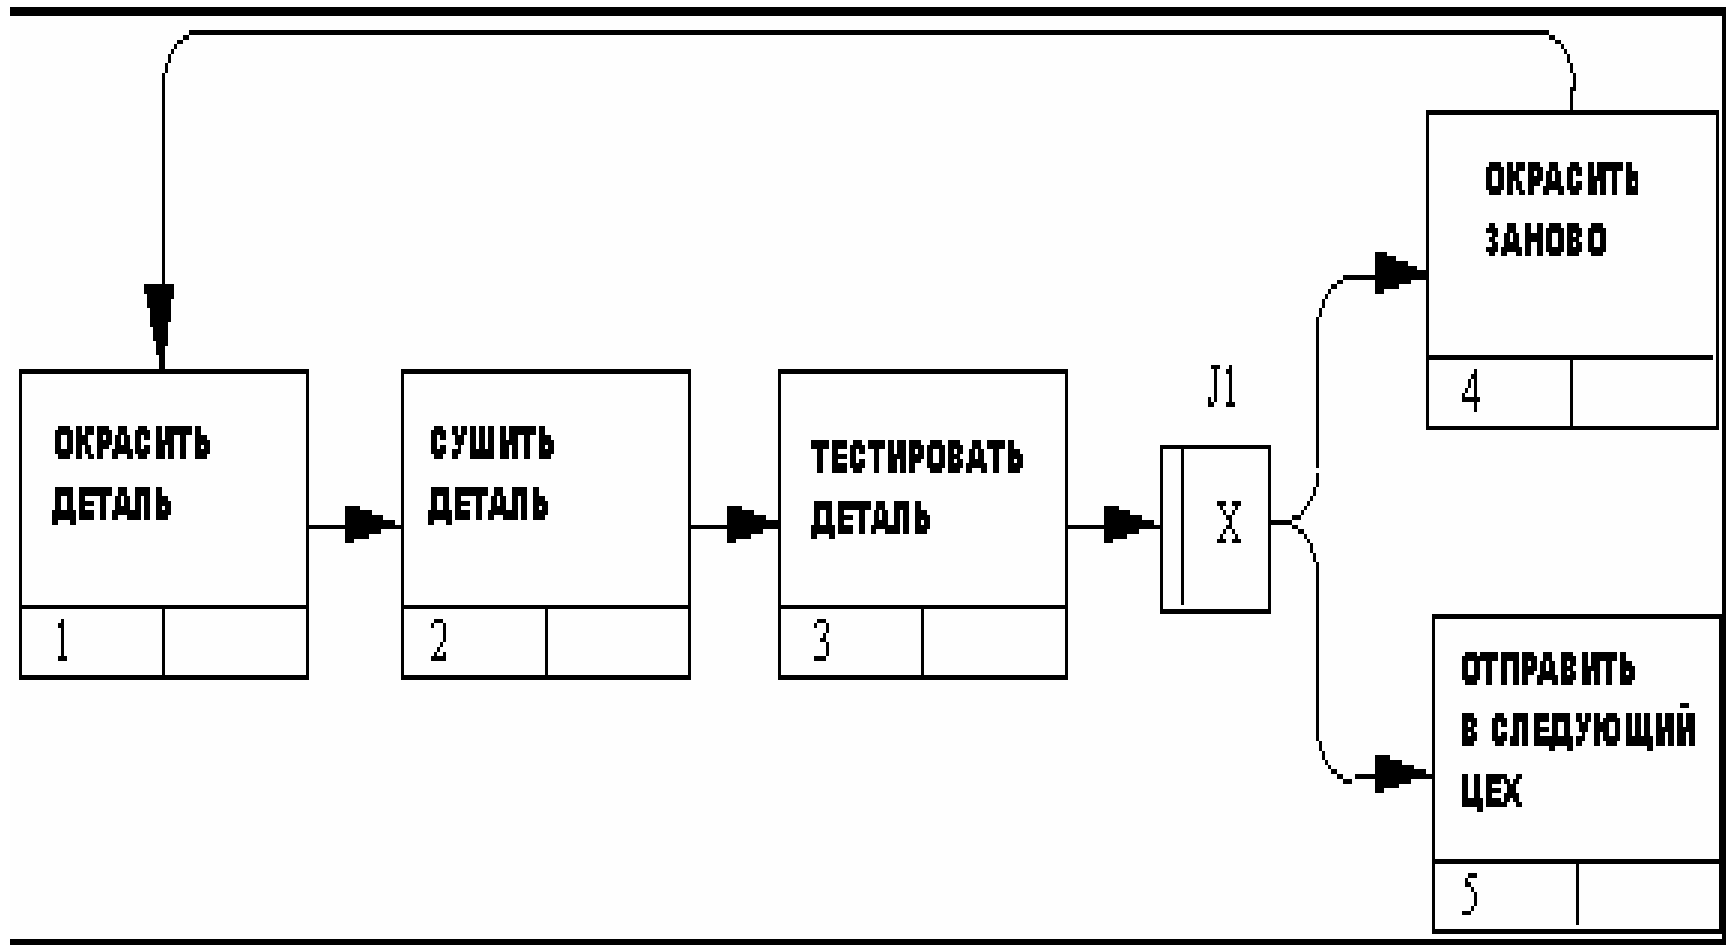 ОКРАСИТЬ
ДЕТАЛЬ
1
СУШИТЬ
ДЕТАЛЬ
2
ТЕСТИРОВАТЬ
ДЕТАЛЬ
3
J1
X
ОКРАСИТЬ
ЗАНОВО
4
ОТПРАВИТЬ
В СЛЕДУЮЩИЙ
ЦЕХ
5